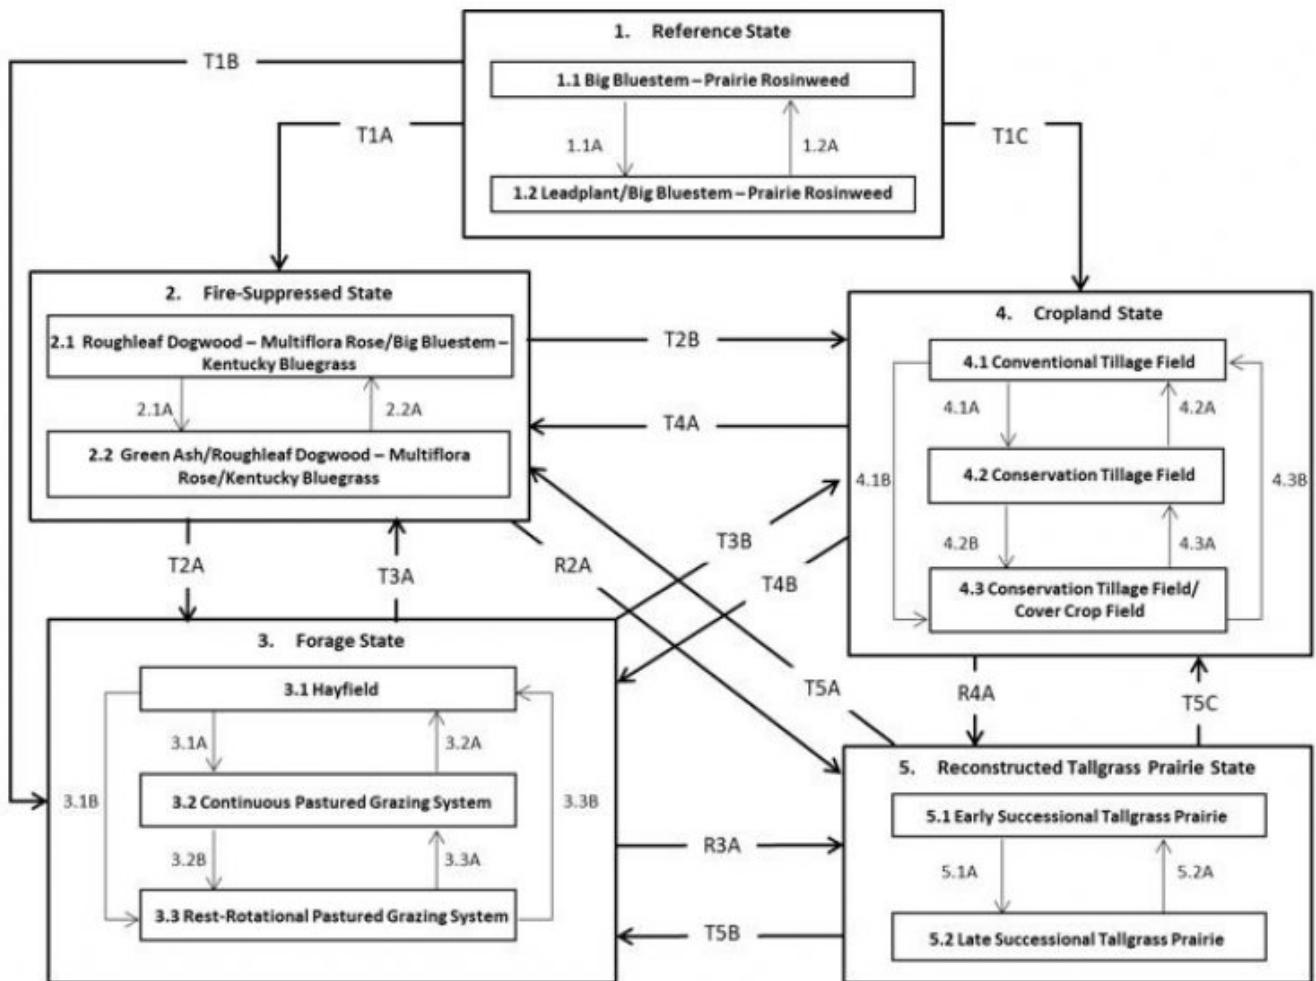 1. Reference State
1.1 Big Bluestem – Prairie Rosinweed
1.1A
1.2A
1.2 Leadplant/Big Bluestem – Prairie Rosinweed
T1B
T1A
T1C
2. Fire-Suppressed State
2.1 Roughleaf Dogwood – Multiflora Rose/Big Bluestem –
Kentucky Bluegrass
2.1A
2.2A
2.2 Green Ash/Roughleaf Dogwood – Multiflora
Rose/Kentucky Bluegrass
T2B
T4A
4. Cropland State
4.1 Conventional Tillage Field
4.1A
4.2A
4.2 Conservation Tillage Field
4.1B
4.3B
4.2B
4.3A
4.3 Conservation Tillage Field/
Cover Crop Field
T2A
T3A
R2A
T3B
T4B
T5A
R4A
T5C
3. Forage State
3.1 Hayfield
3.1A
3.2A
3.2 Continuous Pastured Grazing System
3.1B
3.3B
3.2B
3.3A
3.3 Rest-Rotational Pastured Grazing System
R3A
T5B
5. Reconstructed Tallgrass Prairie State
5.1 Early Successional Tallgrass Prairie
5.1A
5.2A
5.2 Late Successional Tallgrass Prairie